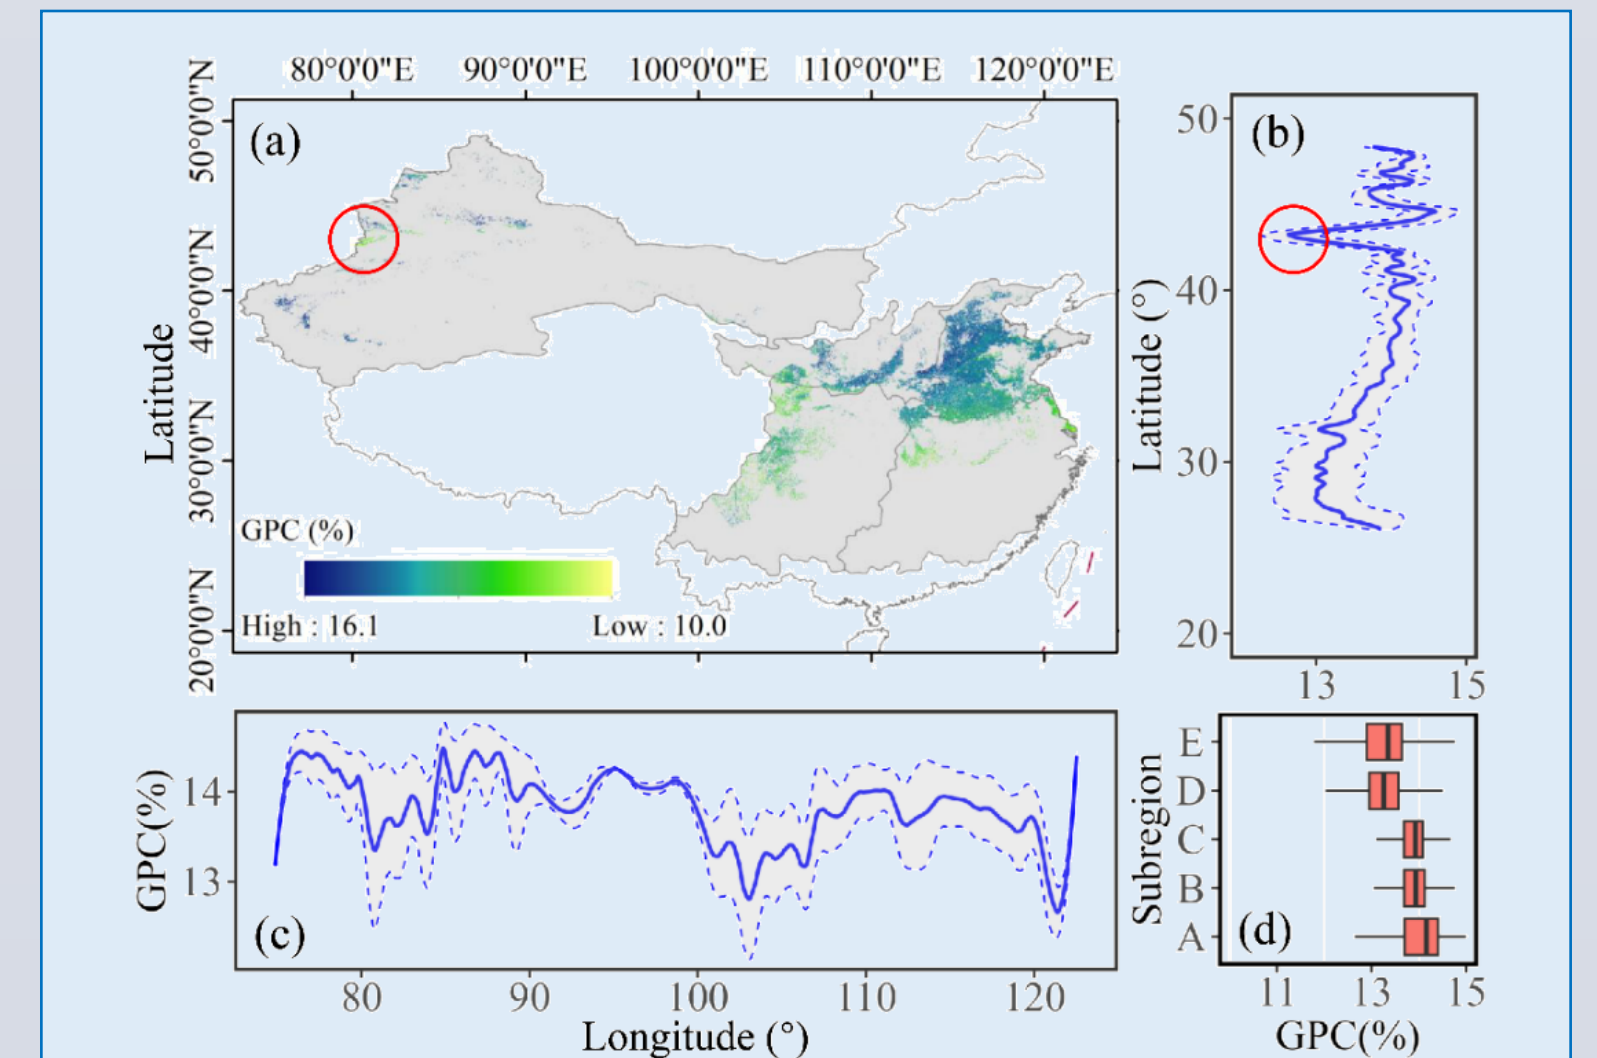 80°0'0"E 90°0'0"E 100°0'0"E 110°0'0"E 120°0'0"E
50°0'0"N
40°0'0"N
30°0'0"N
20°0'0"N
Latitude
(a)
GPC (%)
High : 16.1 Low : 10.0
(b)
50
40
30
20
Latitude (°)
13 15
GPC(%)
14
13
(c)
80 90 100 110 120
Longitude (°)
Subregion
E
D
C
B
A
(d)
11 13 15
GPC(%)